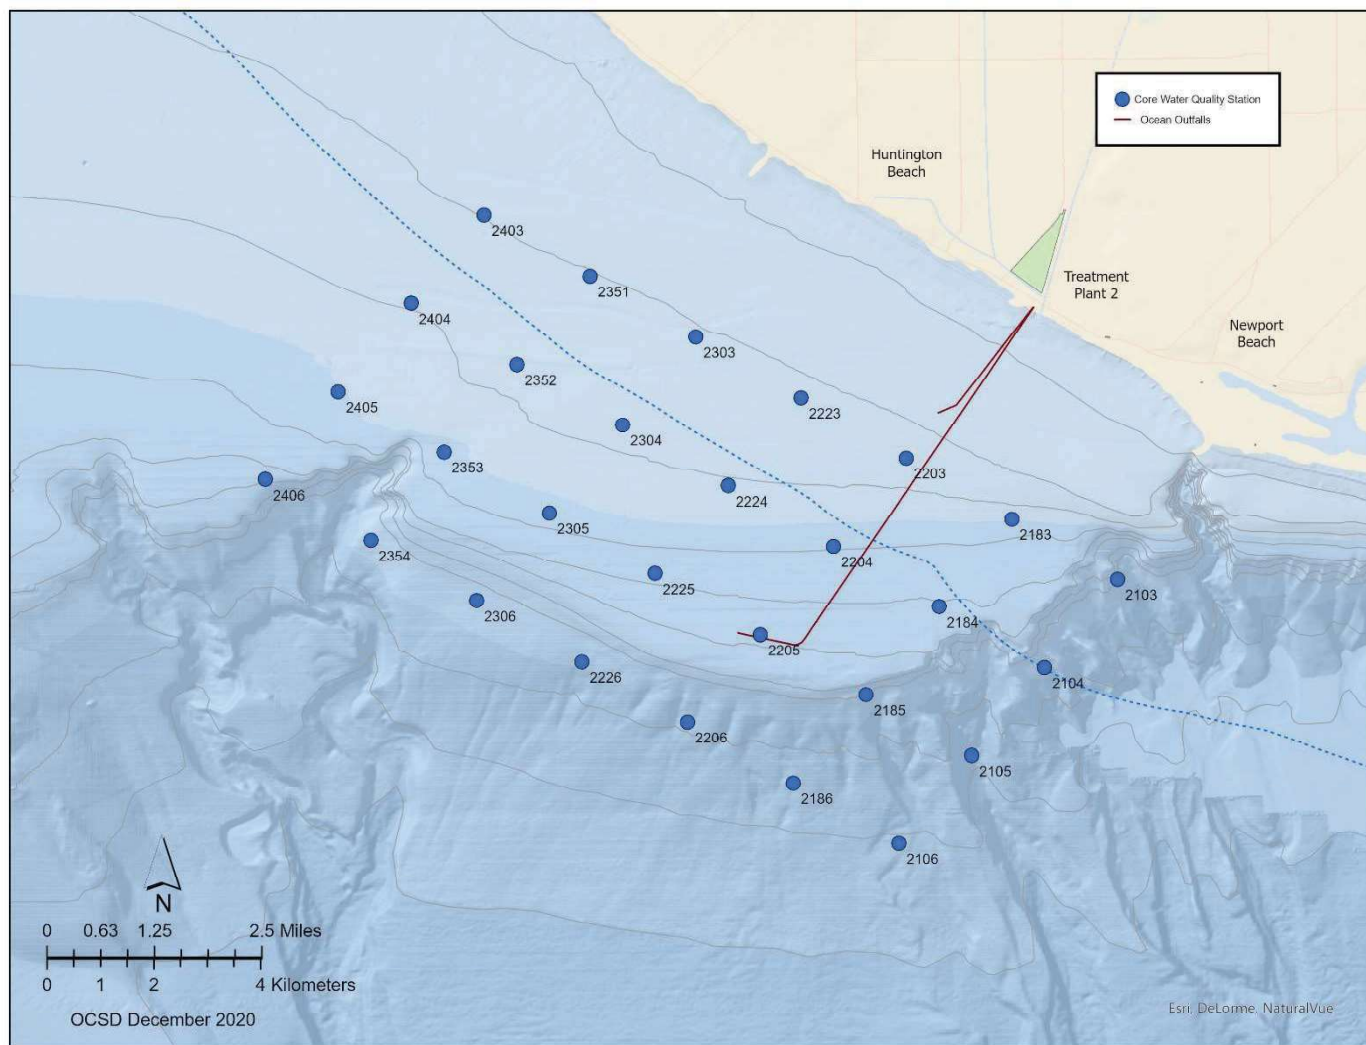 Core Water Quality Station
Ocean Outfalls
Huntington
Beach
Treatment
Plant 2
Newport
Beach
2403
2351
2404
2303
2352
2405
2223
2304
2353
2203
2406
2224
2305
2183
2354
2204
2225
2103
2306
2184
2205
2226
2104
2185
2206
2105
2186
2106
N
0 0.63 1.25 2.5 Miles
0 1 2 4 Kilometers
OCSD December 2020
Esri, DeLorme, NaturalVue